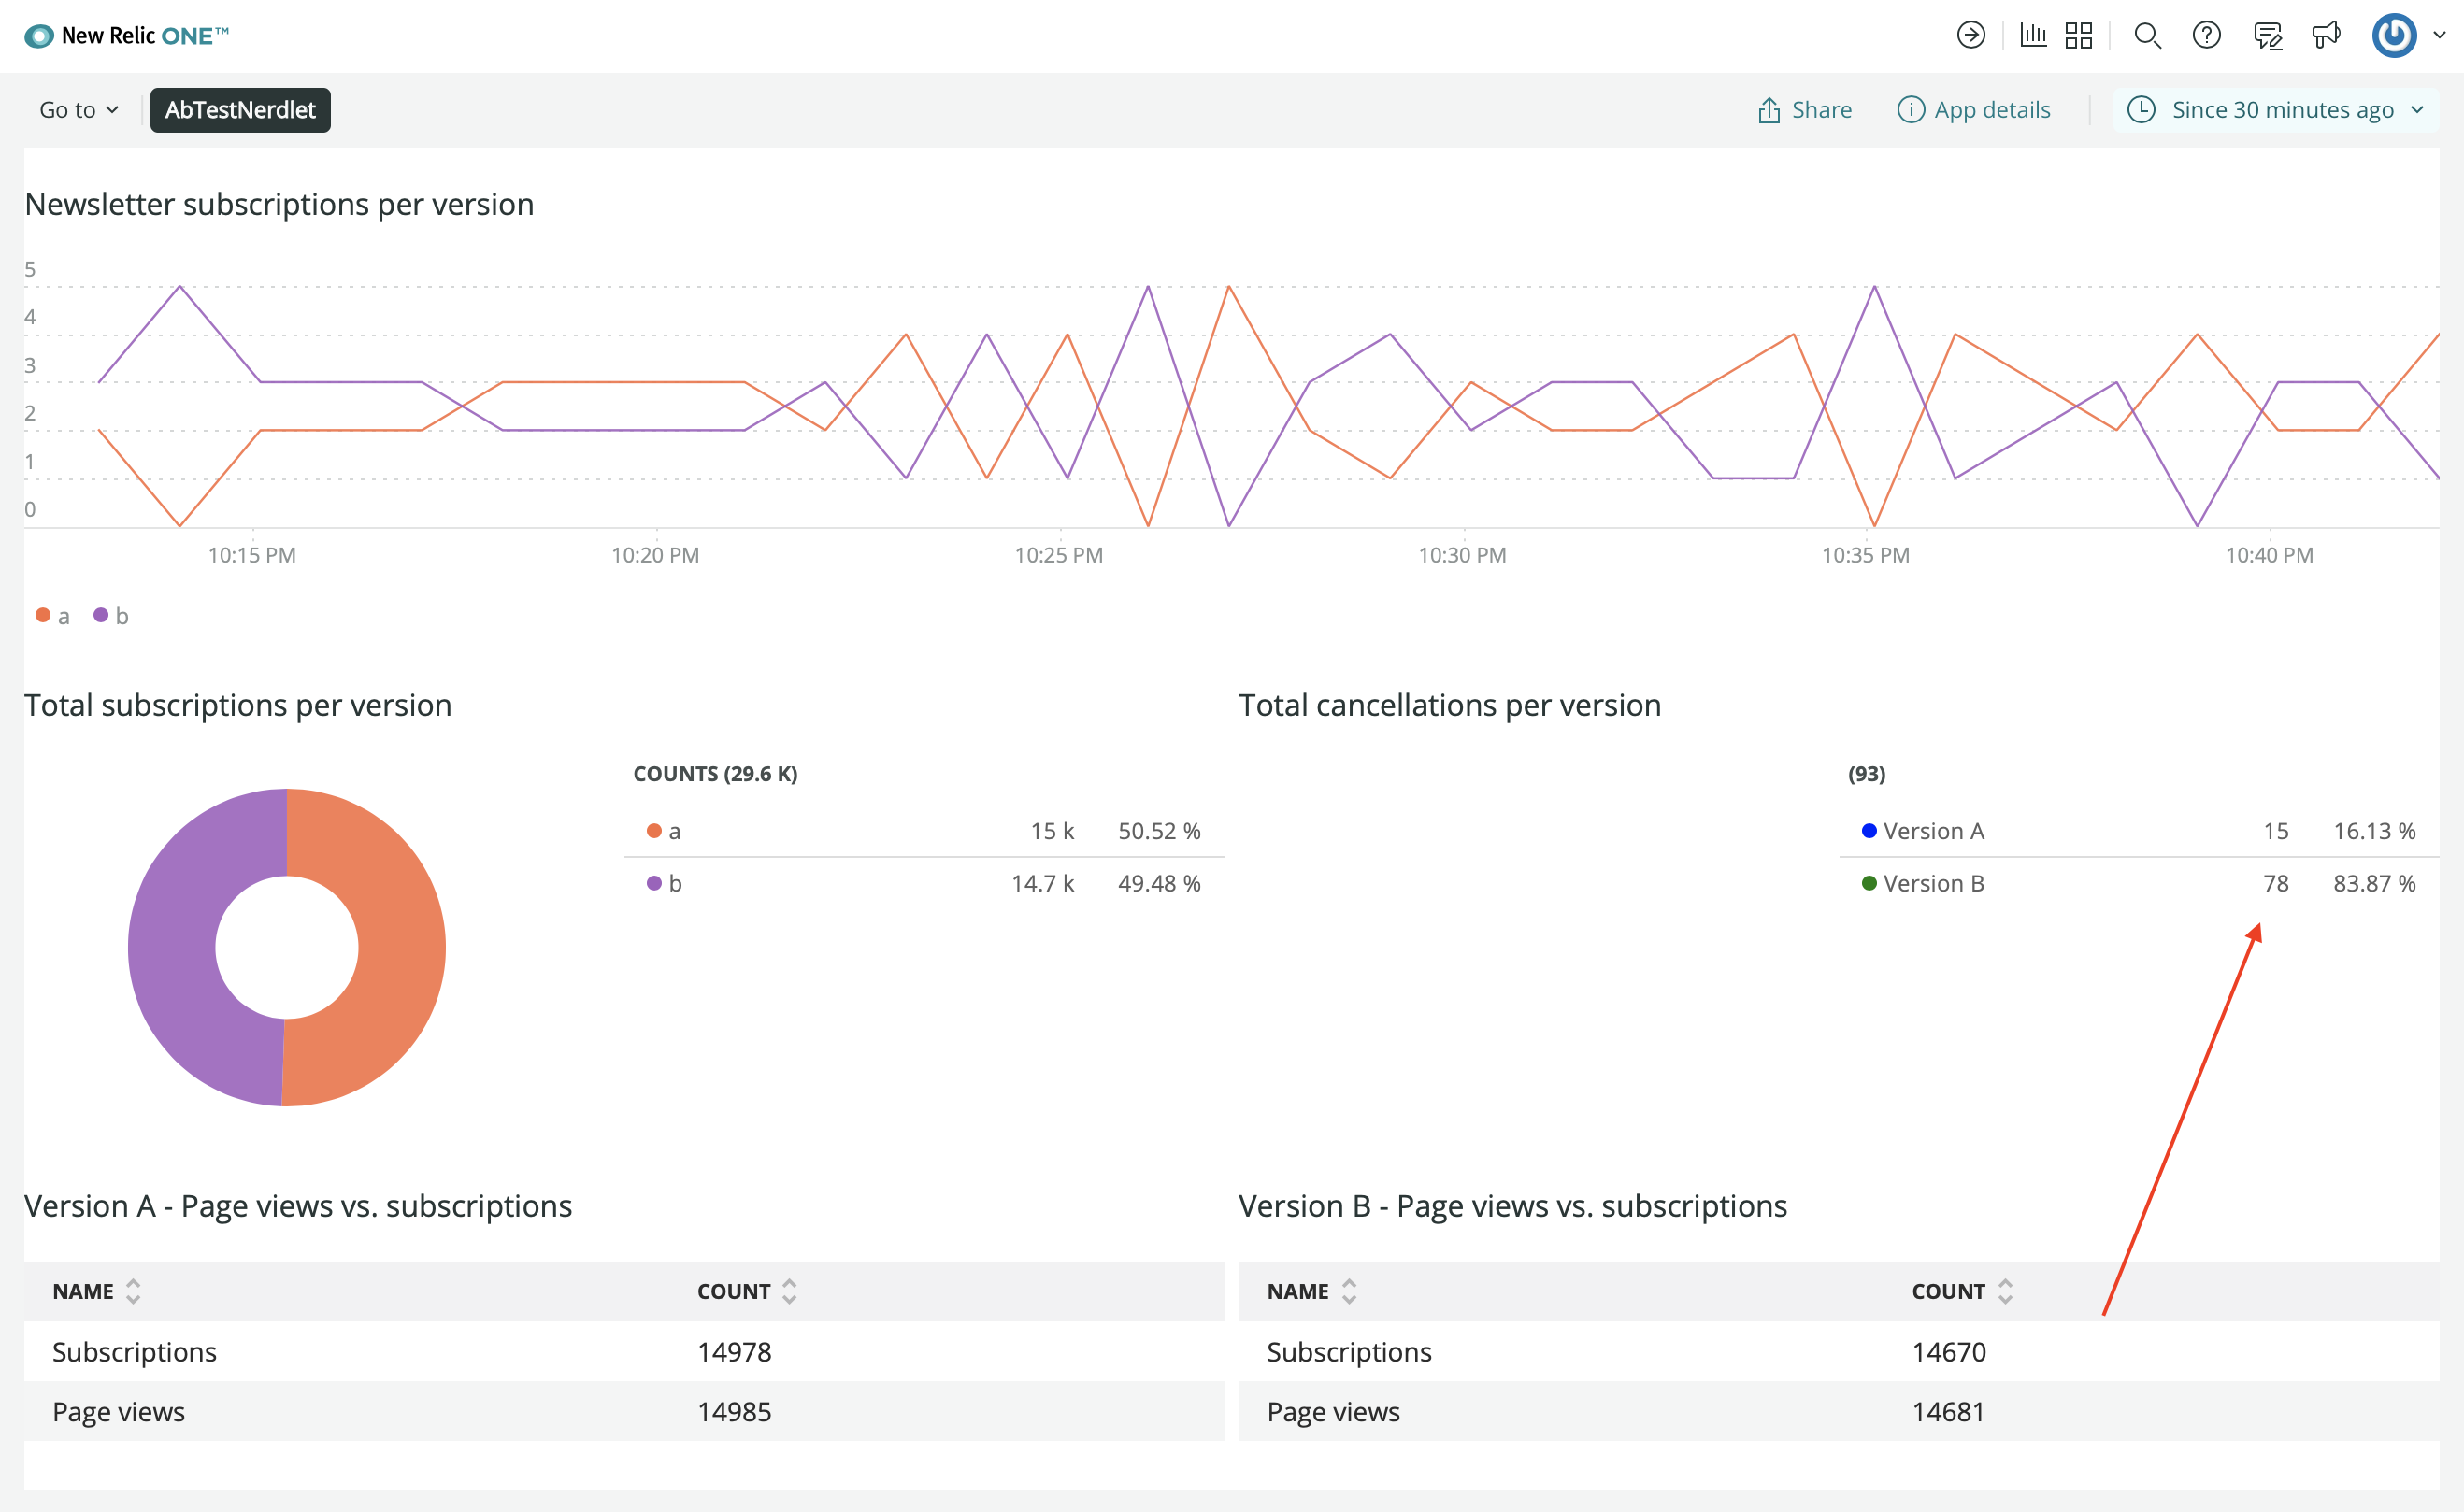 New Relic ONE™
Go to
AbTestNerdlet
Share
App details
Since 30 minutes ago
Newsletter subscriptions per version
5
4
3
2
1
0
10:15 PM 10:20 PM 10:25 PM 10:30 PM 10:35 PM 10:40 PM
a b
Total subscriptions per version
COUNTS (29.6 K)
a 15 k 50.52 %
b 14.7 k 49.48 %
Total cancellations per version
(93)
Version A 15 16.13 %
Version B 78 83.87 %
Version A - Page views vs. subscriptions
NAME COUNT
Subscriptions 14978
Page views 14985
Version B - Page views vs. subscriptions
NAME COUNT
Subscriptions 14670
Page views 14681